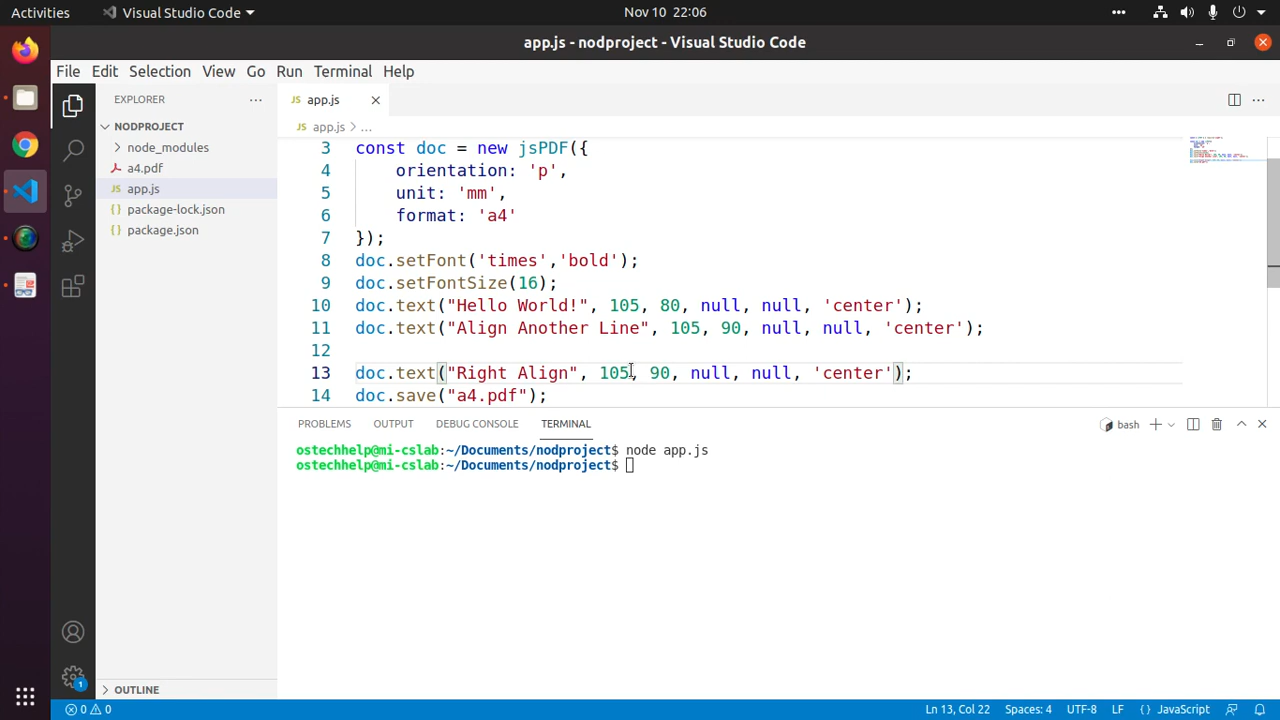 Activities
Visual Studio Code
Nov 10 22:06
app.js - nodproject - Visual Studio Code
File Edit Selection View Go Run Terminal Help
EXPLORER
NODPROJECT
node_modules
a4.pdf
JS app.js
{} package-lock.json
{} package.json
OUTLINE
JS app.js
JS app.js > ...
3 const doc = new jsPDF({
4 orientation: 'p',
5 unit: 'mm',
6 format: 'a4'
7 });
8 doc.setFont('times','bold');
9 doc.setFontSize(16);
10 doc.text("Hello World!", 105, 80, null, null, 'center');
11 doc.text("Align Another Line", 105, 90, null, null, 'center');
12
13 doc.text("Right Align", 105, 90, null, null, 'center');
14 doc.save("a4.pdf");
PROBLEMS OUTPUT DEBUG CONSOLE TERMINAL
bash
ostechhelp@mi-cslab:~/Documents/nodproject$ node app.js
ostechhelp@mi-cslab:~/Documents/nodproject$
1
0 0
Ln 13, Col 22 Spaces: 4 UTF-8 LF {} JavaScript